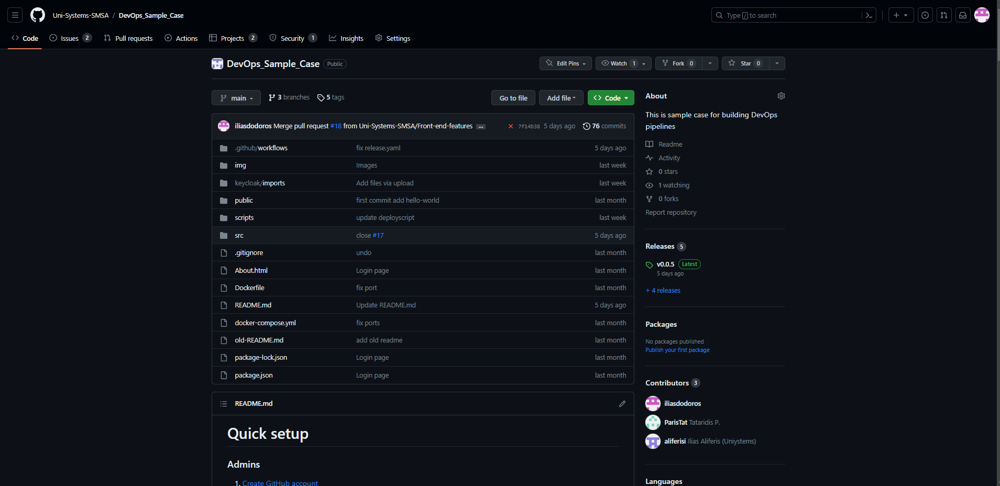 Uni-Systems-SMSA / DevOps_Sample_Case
Type / to search
Code Issues 2 Pull requests Actions Projects 2 Security 1 Insights Settings
DevOps_Sample_Case Public
Edit Pins Watch 1 Fork 0 Star 0
main 3 branches 5 tags
Go to file Add file Code
iliasdodoros Merge pull request #18 from Uni-Systems-SMSA/Front-end-features ... 7f14b38 5 days ago 76 commits
.github/workflows fix release.yaml 5 days ago
img Images last week
keycloak/imports Add files via upload last week
public first commit add hello-world last month
scripts update deployscript last week
src close #17 5 days ago
.gitignore undo last month
About.html Login page last month
Dockerfile fix port last month
README.md Update README.md 5 days ago
docker-compose.yml fix ports last month
old-README.md add old readme last month
package-lock.json Login page last month
package.json Login page last month
README.md
Quick setup
Admins
1. Create GitHub account
About
This is sample case for building DevOps
pipelines
Readme
Activity
0 stars
1 watching
0 forks
Report repository
Releases 5
v0.0.5 Latest
5 days ago
+ 4 releases
Packages
No packages published
Publish your first package
Contributors 3
iliasdodoros
ParisTat Tataridis P.
aliferisi Ilias Aliferis (Uniystems)
Languages